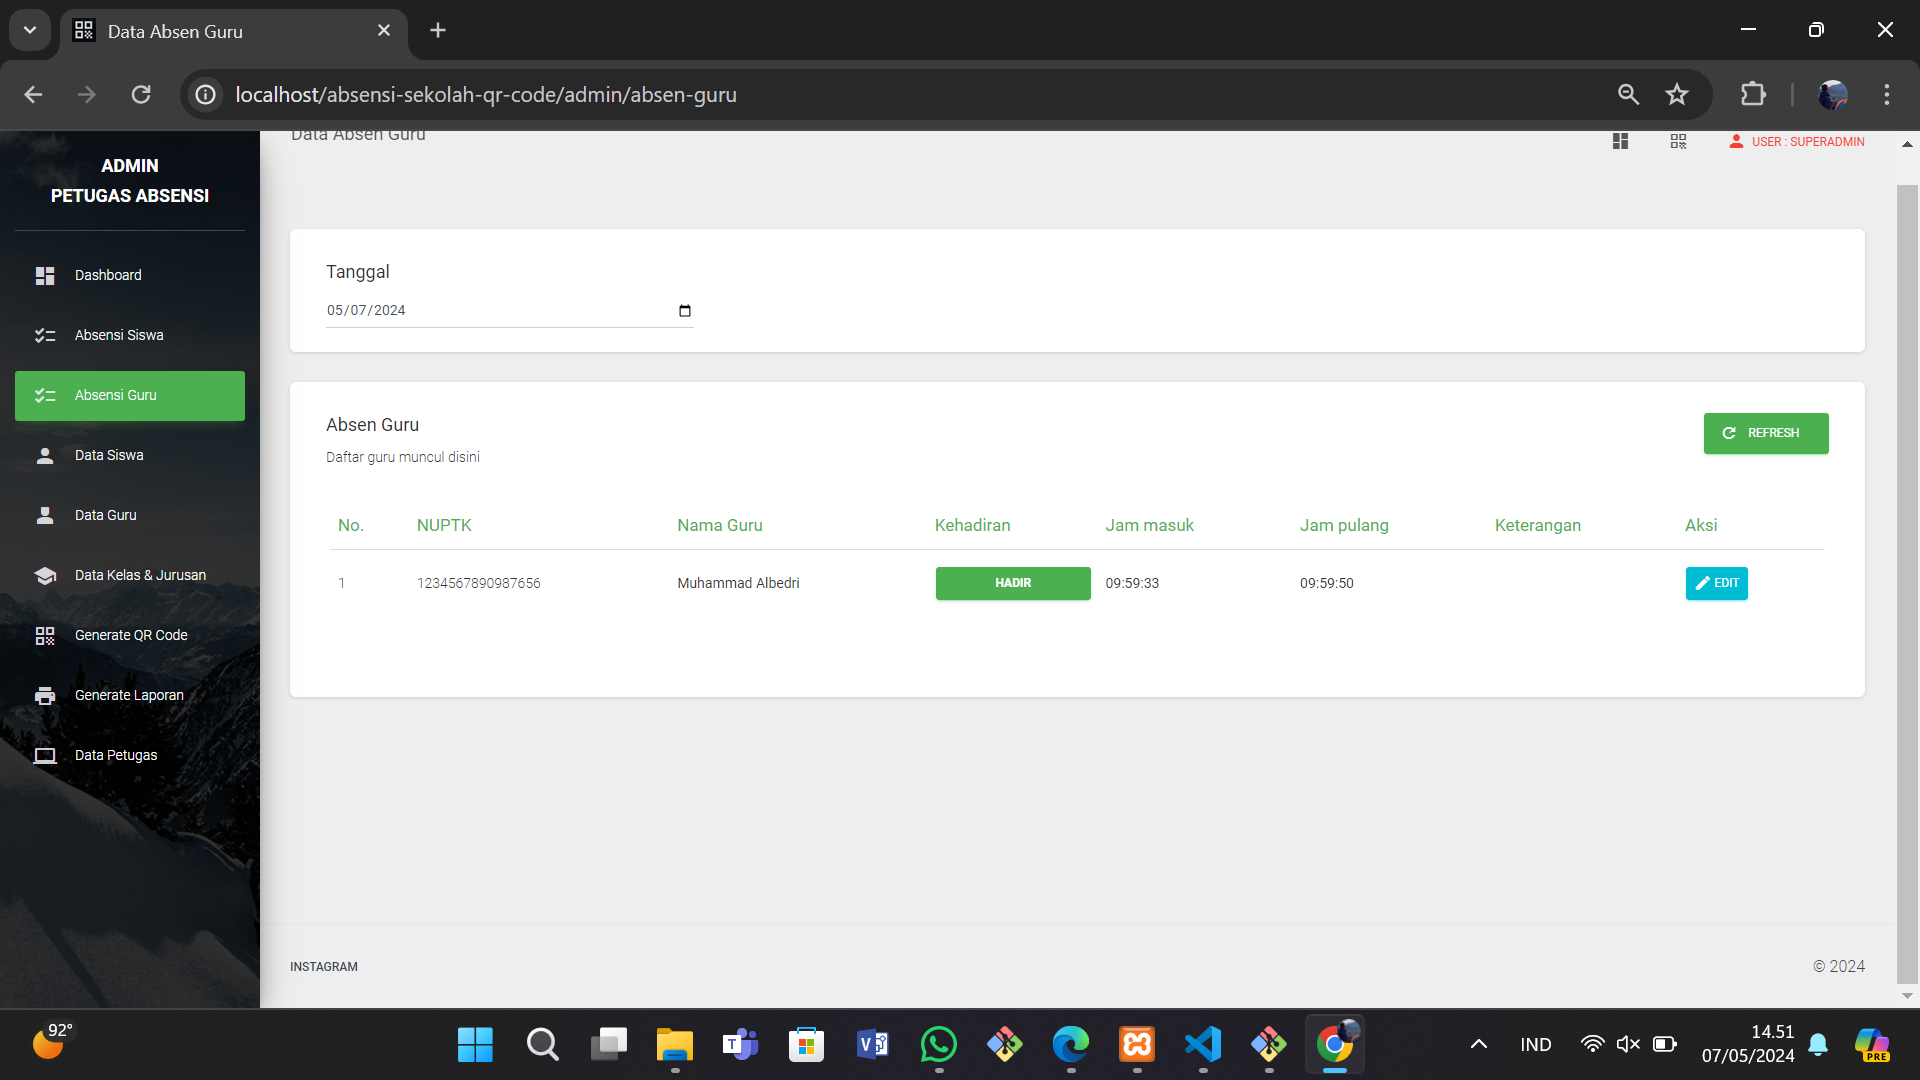 Data Absen Guru
localhost/absensi-sekolah-qr-code/admin/absen-guru
ADMIN
PETUGAS ABSENSI
Dashboard
Absensi Siswa
Absensi Guru
Data Siswa
Data Guru
Data Kelas & Jurusan
Generate QR Code
Generate Laporan
Data Petugas
Data Absen Guru
USER : SUPERADMIN
Tanggal
05/07/2024
Absen Guru
Daftar guru muncul disini
REFRESH
No. NUPTK Nama Guru Kehadiran Jam masuk Jam pulang Keterangan Aksi
1 1234567890987656 Muhammad Albedri HADIR 09:59:33 09:59:50 EDIT
INSTAGRAM
© 2024
92°
IND
14.51
07/05/2024
PRE